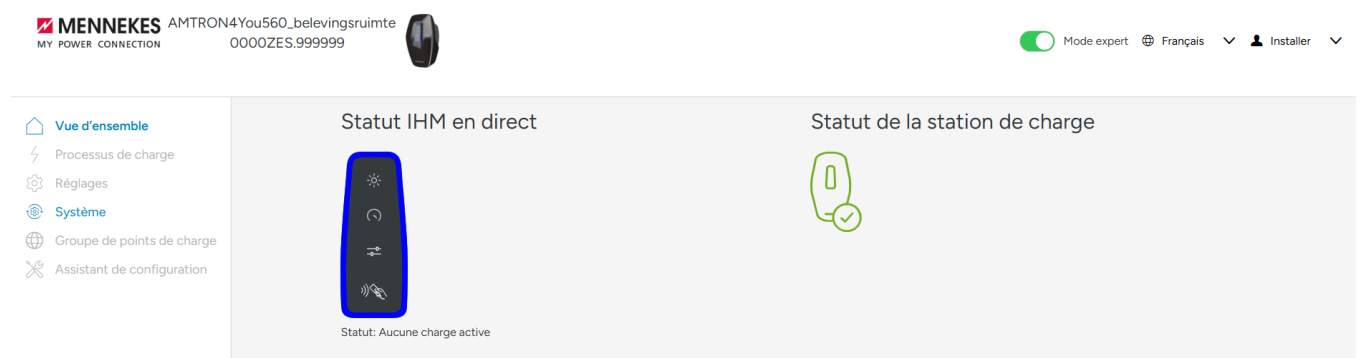 MENNEKES
MY POWER CONNECTION
AMTRON4You560_belevingsruimte
0000ZES.999999
Mode expert
Français
Installer
Vue d'ensemble
Processus de charge
Réglages
Système
Groupe de points de charge
Assistant de configuration
Statut IHM en direct
Statut: Aucune charge active
Statut de la station de charge